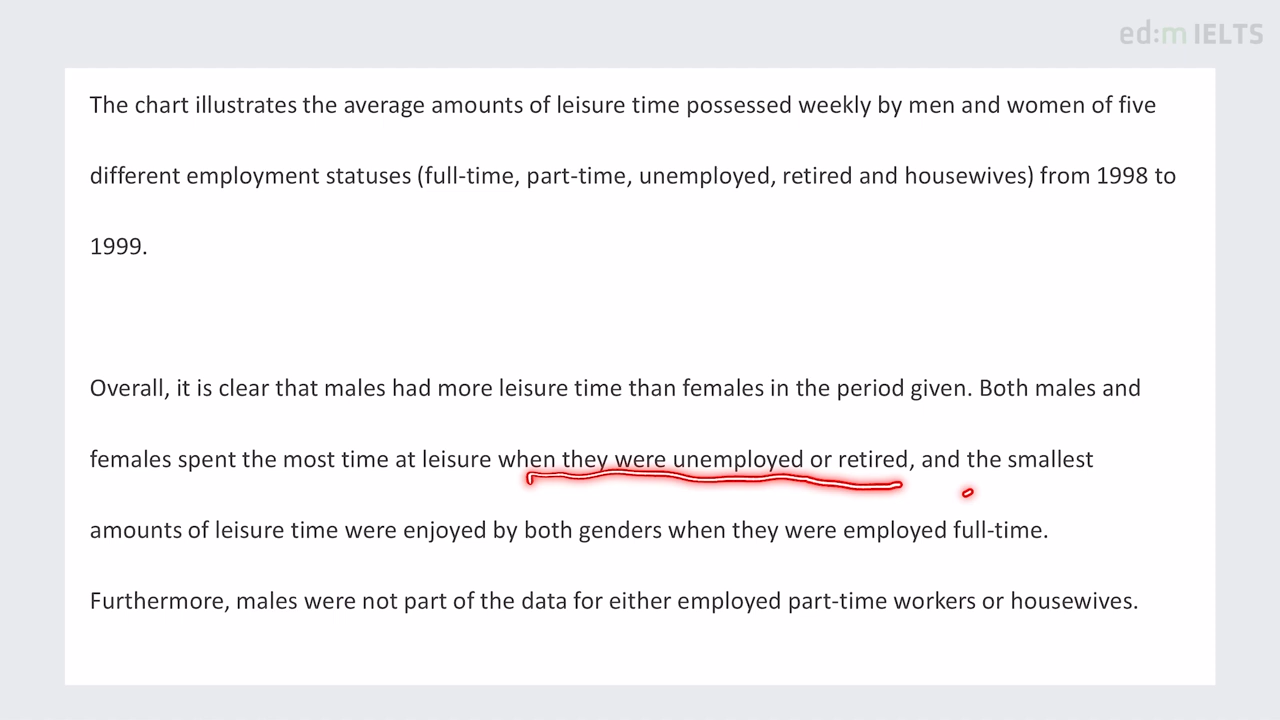 ed:m IELTS
The chart illustrates the average amounts of leisure time possessed weekly by men and women of five
different employment statuses (full-time, part-time, unemployed, retired and housewives) from 1998 to
1999.
Overall, it is clear that males had more leisure time than females in the period given. Both males and
females spent the most time at leisure when they were unemployed or retired, and the smallest
amounts of leisure time were enjoyed by both genders when they were employed full-time.
Furthermore, males were not part of the data for either employed part-time workers or housewives.